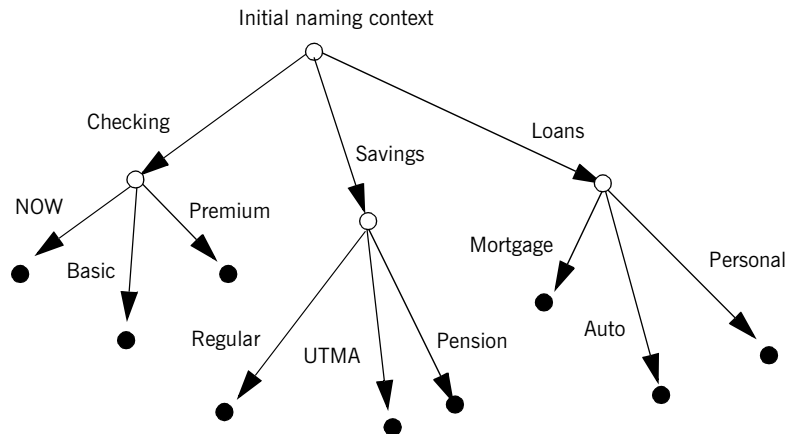 Initial naming context
Checking
Savings
Loans
NOW
Basic
Premium
Regular
UTMA
Pension
Mortgage
Auto
Personal